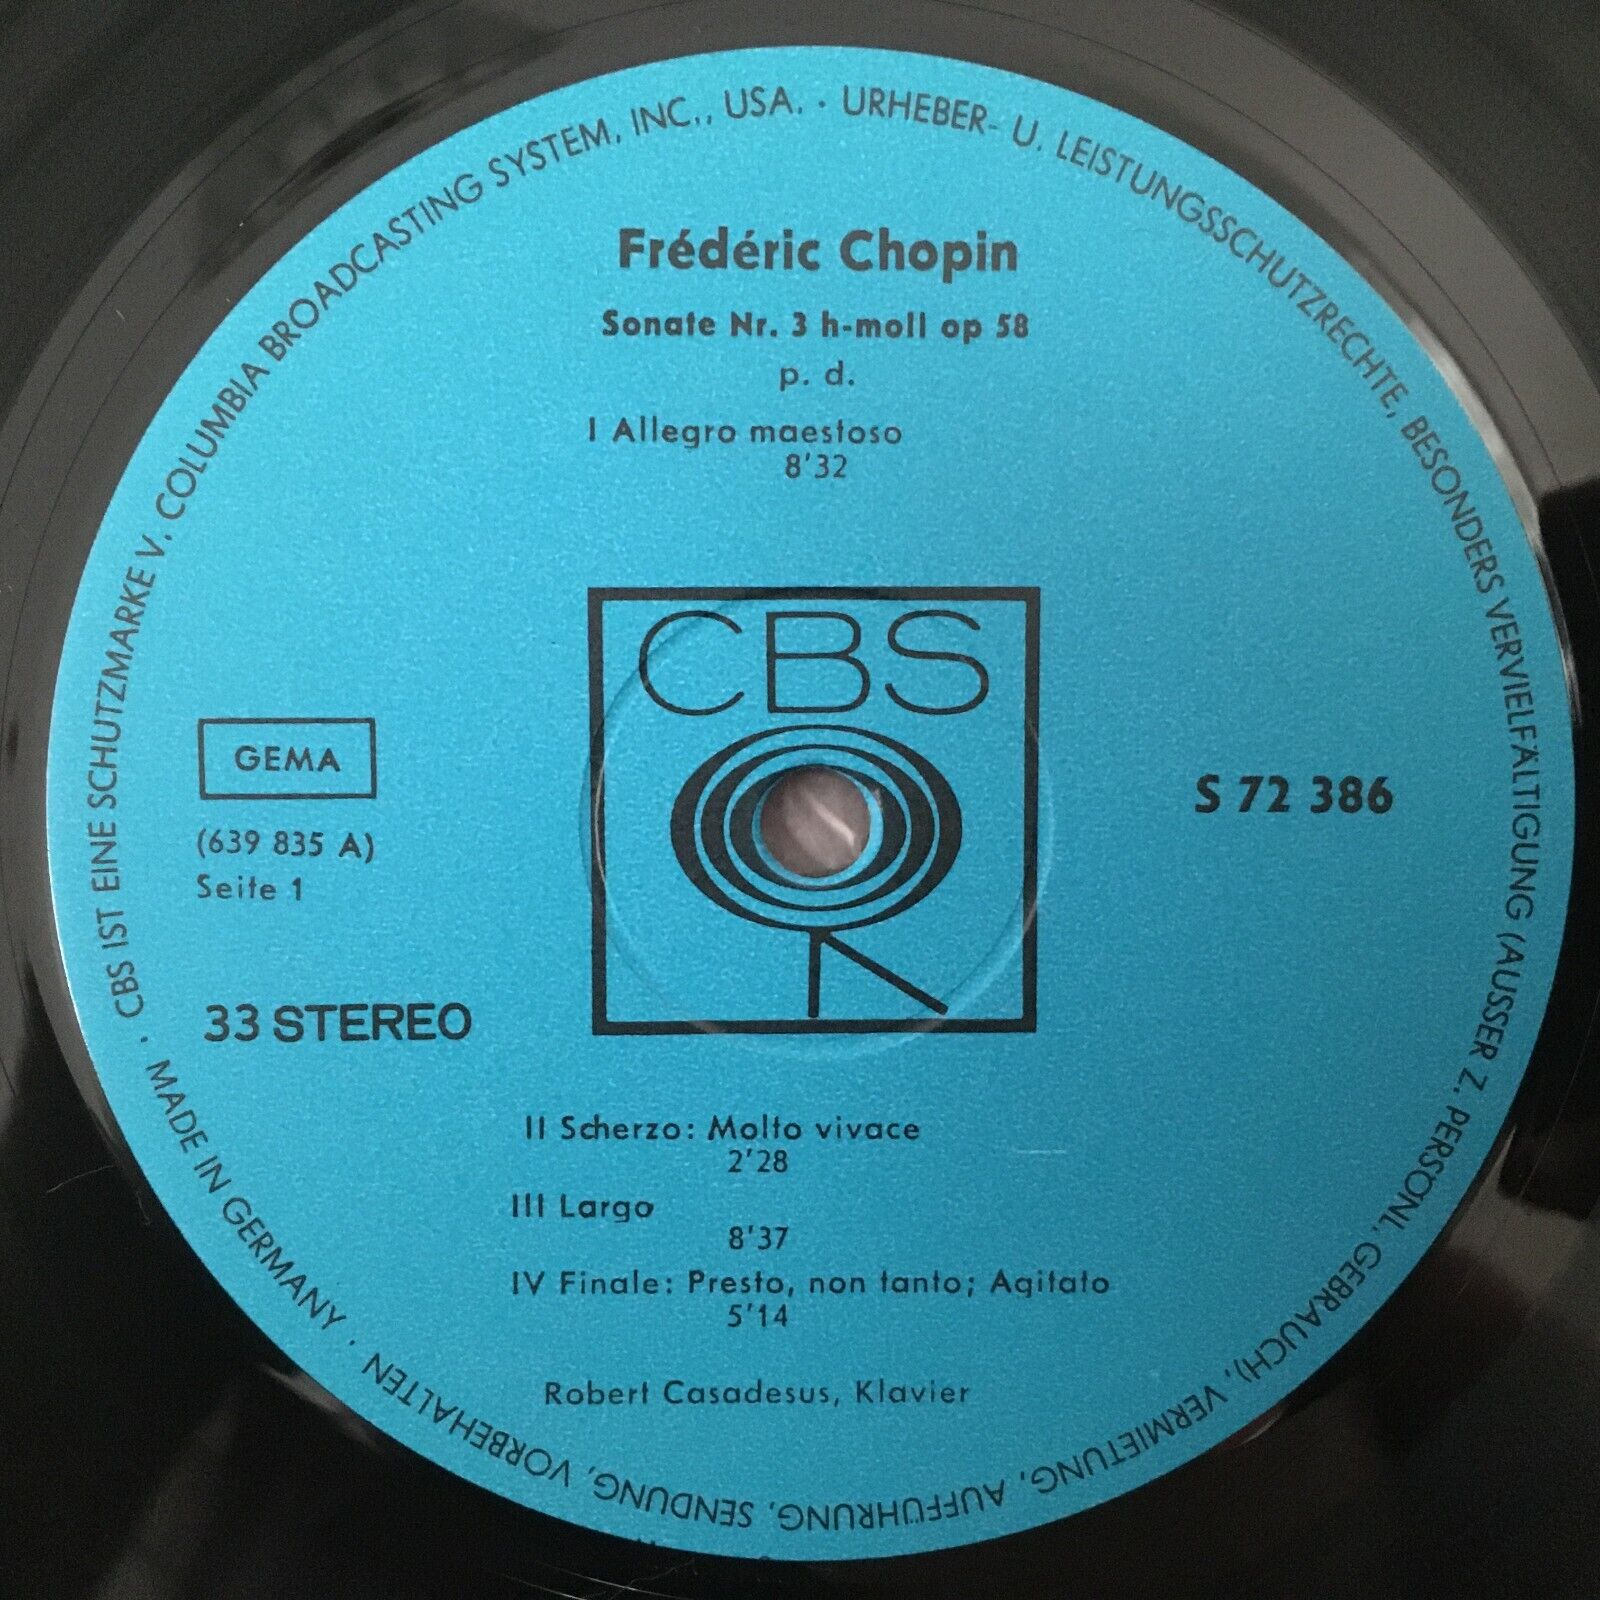 CBS IST EINE SCHUTZMARKE V. COLUMBIA BROADCASTING SYSTEM, INC., USA. · URHEBER- U. LEISTUNGSSCHUTZRECHTE, BESONDERS VERVIELFÄLTIGUNG (AUSSER Z. PERSÖNL. GEBRAUCH), VERMIETUNG, AUFFÜHRUNG, SENDUNG, VORBEHALTEN · MADE IN GERMANY ·
Frédéric Chopin
Sonate Nr. 3 h-moll op 58
p. d.
I Allegro maestoso
8'32
CBS
GEMA
(639 835 A)
Seite 1
S 72 386
33 STEREO
II Scherzo: Molto vivace
2'28
III Largo
8'37
IV Finale: Presto, non tanto; Agitato
5'14
Robert Casadesus, Klavier